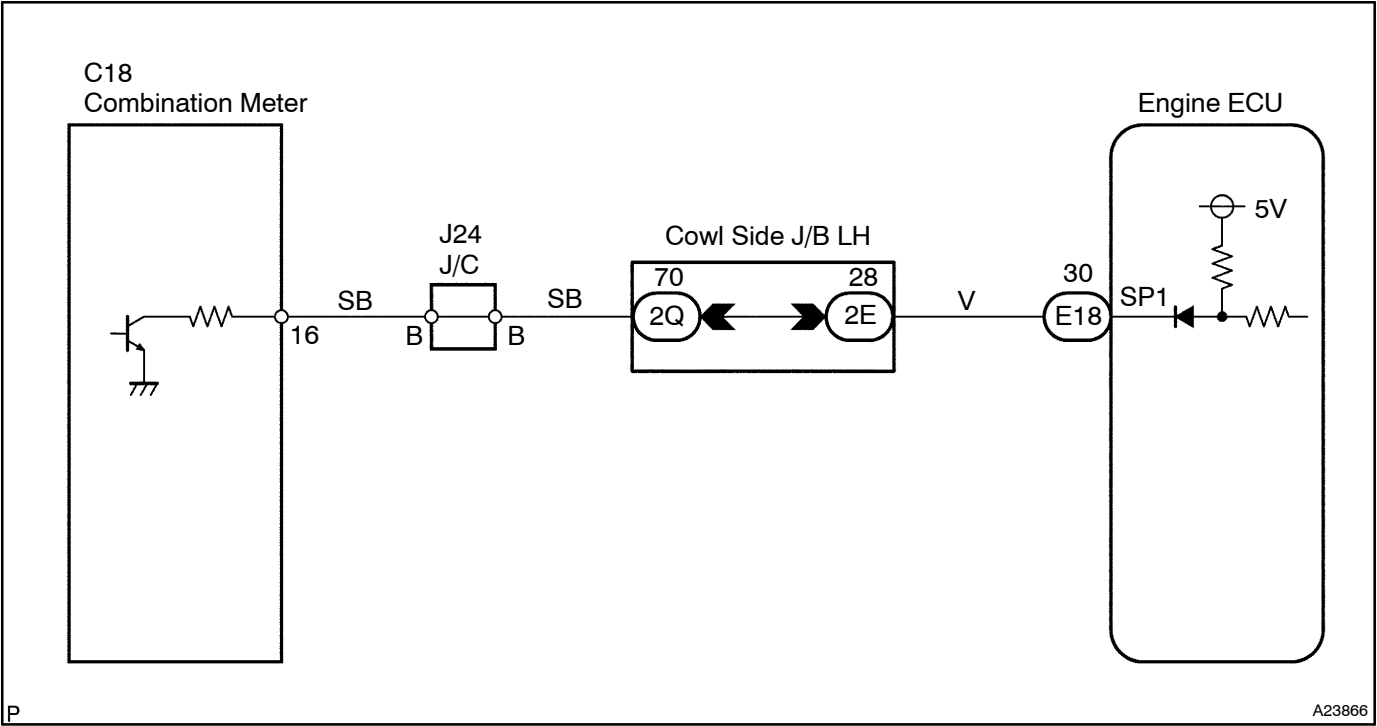 C18
Combination Meter
Engine ECU
5V
J24
J/C
Cowl Side J/B LH
70
28
30
SB
SB
V
SP1
2Q
2E
E18
16
B
B
P
A23866